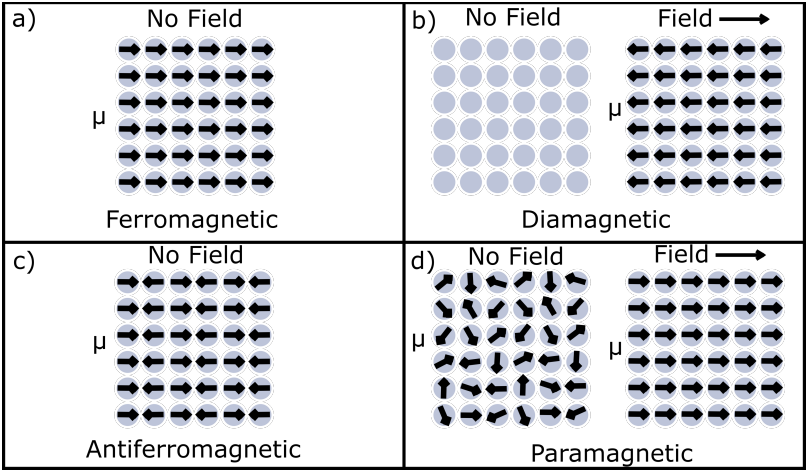 a)
No Field
μ
Ferromagnetic
b)
No Field
Field
μ
Diamagnetic
c)
No Field
μ
Antiferromagnetic
d)
No Field
Field
μ
μ
Paramagnetic